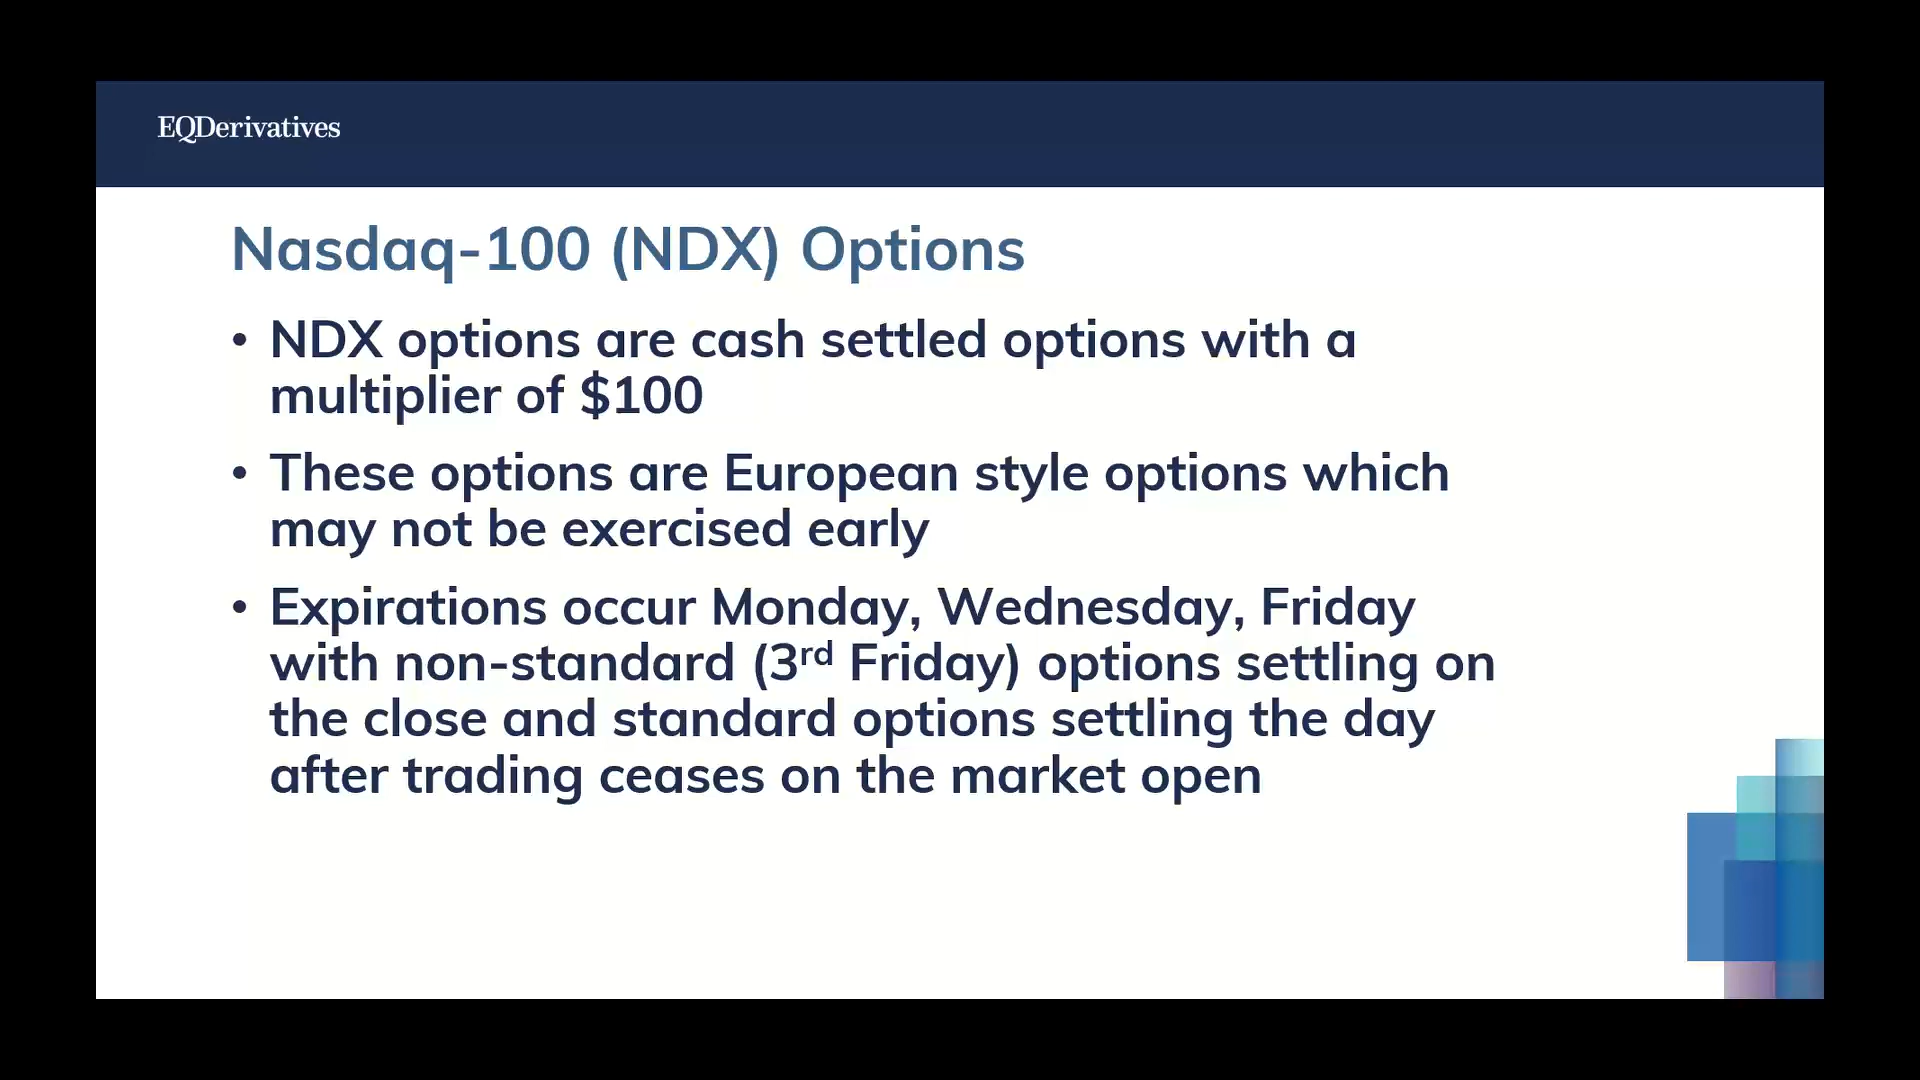 EQDerivatives
Nasdaq-100 (NDX) Options
• NDX options are cash settled options with a
multiplier of $100
• These options are European style options which
may not be exercised early
• Expirations occur Monday, Wednesday, Friday
with non-standard (3rd Friday) options settling on
the close and standard options settling the day
after trading ceases on the market open